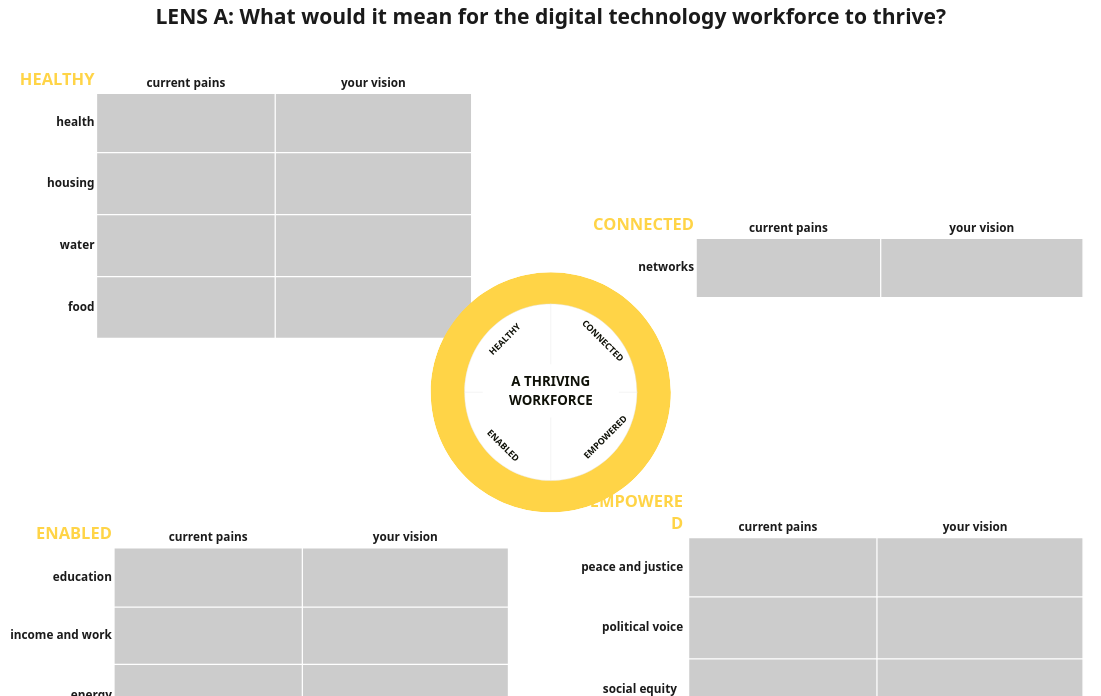 LENS A: What would it mean for the digital technology workforce to thrive?
HEALTHY
current pains
your vision
health
housing
water
food
CONNECTED
current pains
your vision
networks
HEALTHY
CONNECTED
A THRIVING
WORKFORCE
ENABLED
EMPOWERED
ENABLED
current pains
your vision
education
income and work
energy
EMPOWERE
D
current pains
your vision
peace and justice
political voice
social equity